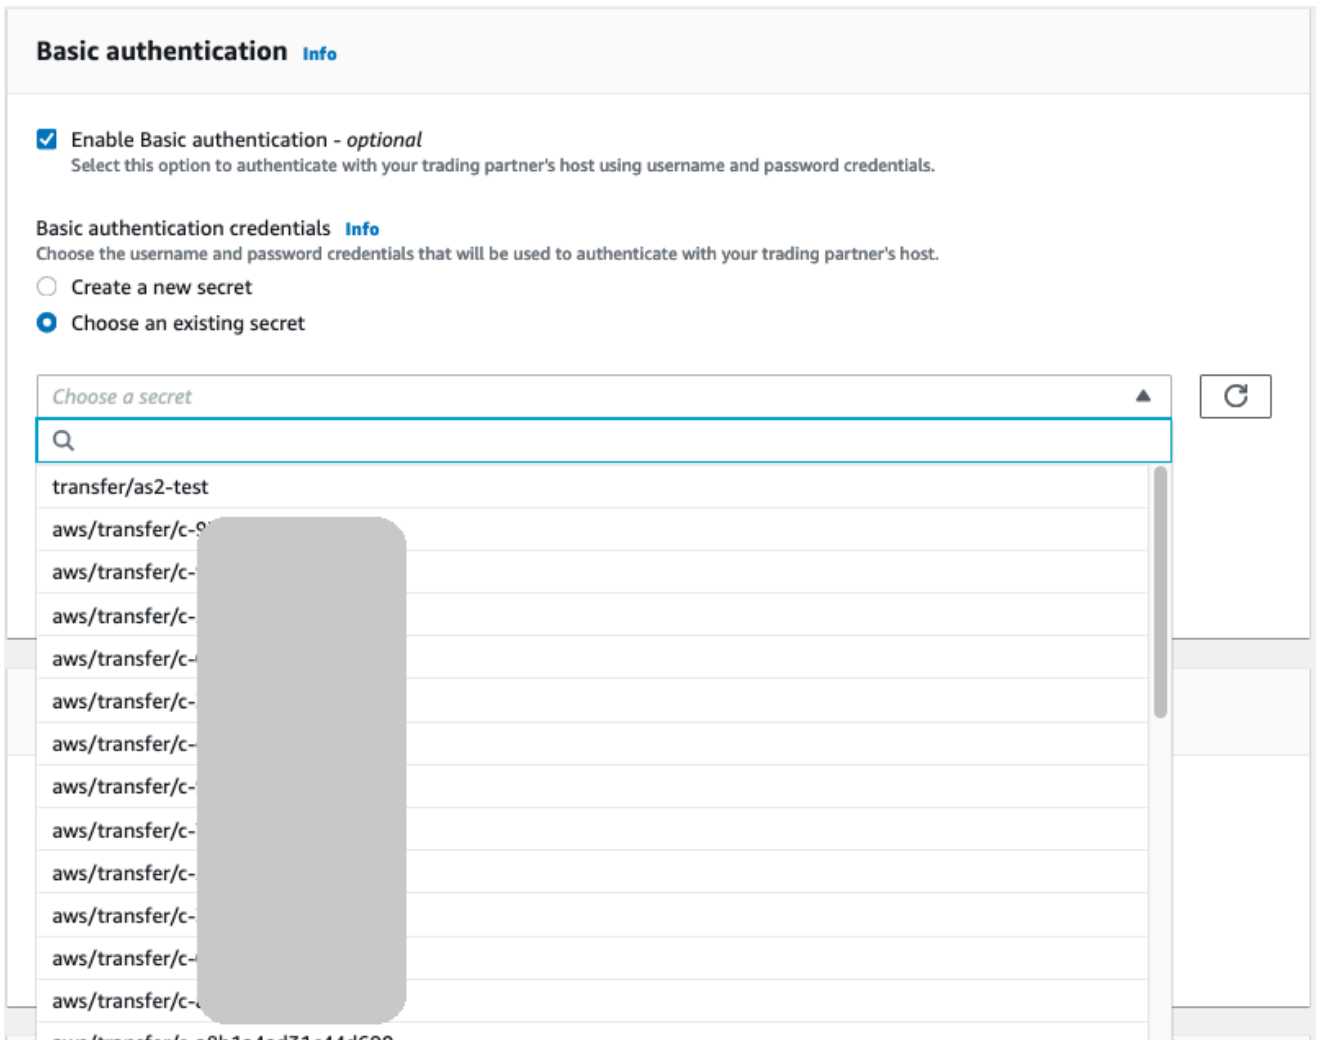 Basic authentication Info
Enable Basic authentication - optional
Select this option to authenticate with your trading partner's host using username and password credentials.
Basic authentication credentials Info
Choose the username and password credentials that will be used to authenticate with your trading partner's host.
Create a new secret
Choose an existing secret
Choose a secret
transfer/as2-test
aws/transfer/c-9
aws/transfer/c-
aws/transfer/c-
aws/transfer/c-
aws/transfer/c-
aws/transfer/c-
aws/transfer/c-
aws/transfer/c-
aws/transfer/c-
aws/transfer/c-
aws/transfer/c-
aws/transfer/c-